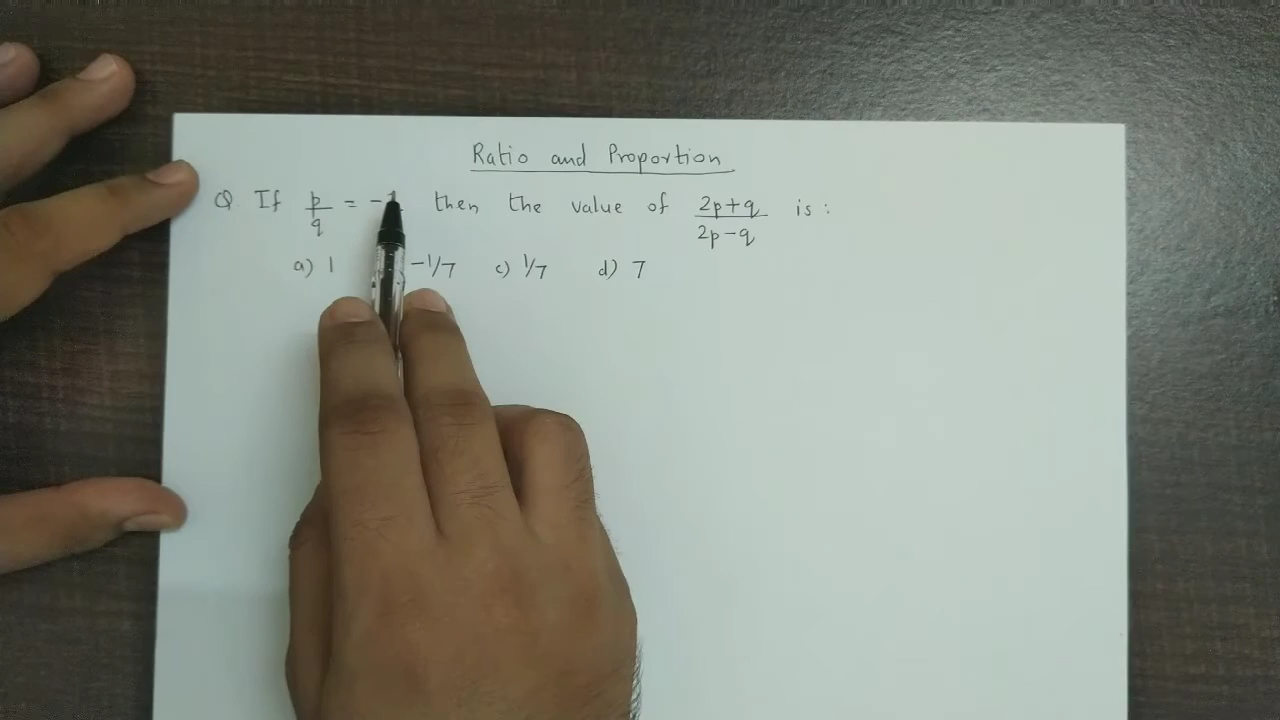 Ratio and Proportion
Q If p/q = - then the value of 2p+q/2p-q is :
a) 1 -1/7 c) 1/7 d) 7